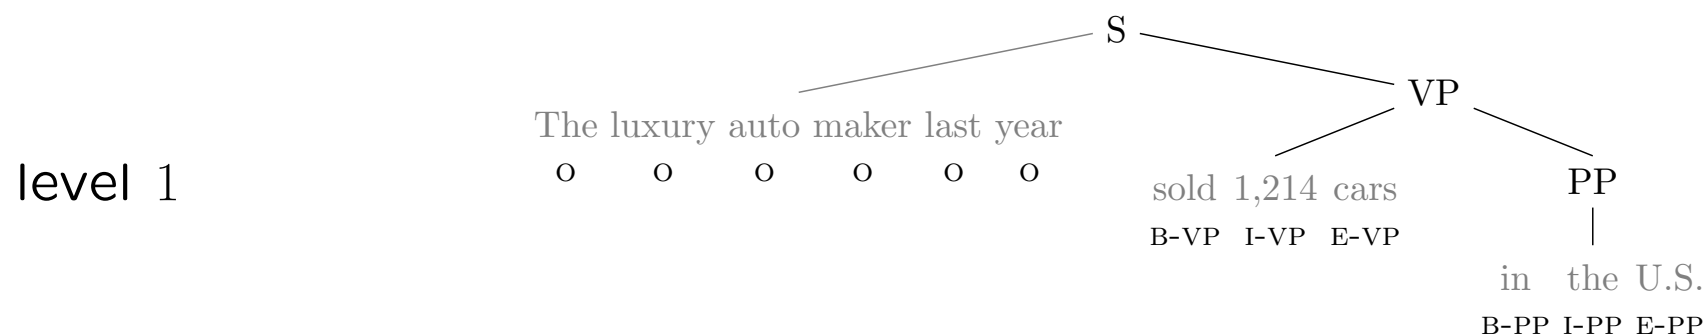 S
VP
The luxury auto maker last year
O O O O O O
level 1
PP
sold 1,214 cars
B-VP I-VP E-VP
in the U.S.
B-PP I-PP E-PP